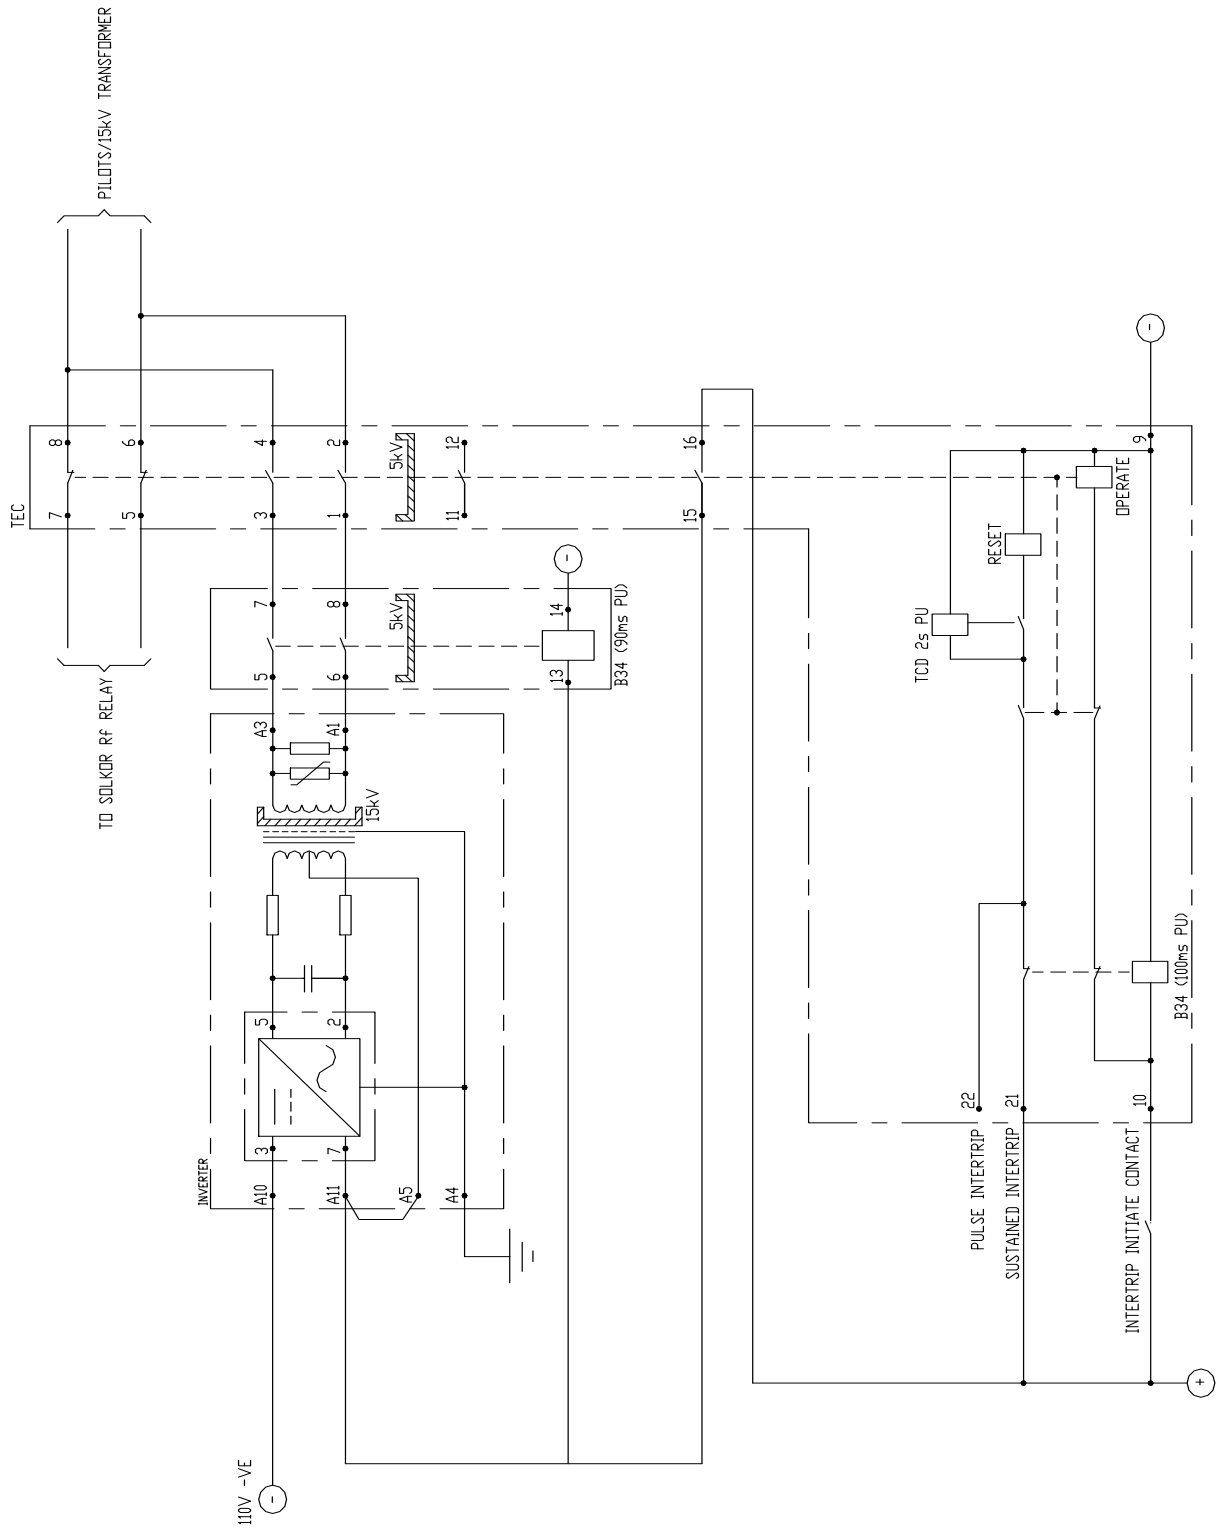 PILOTS/15kV TRANSFORMER
TO SOLKOR Rf RELAY
TEC
8
7
6
5
4
3
2
1
5kV
12
11
16
15
7
5
8
6
5kV
14
13
B34 (90ms PU)
-
A3
A1
15kV
INVERTER
5
2
3
7
A10
A11
A5
A4
110V -VE
-
9
-
OPERATE
RESET
TCD 2s PU
B34 (100ms PU)
22
21
10
PULSE INTERTRIP
SUSTAINED INTERTRIP
INTERTRIP INITIATE CONTACT
+